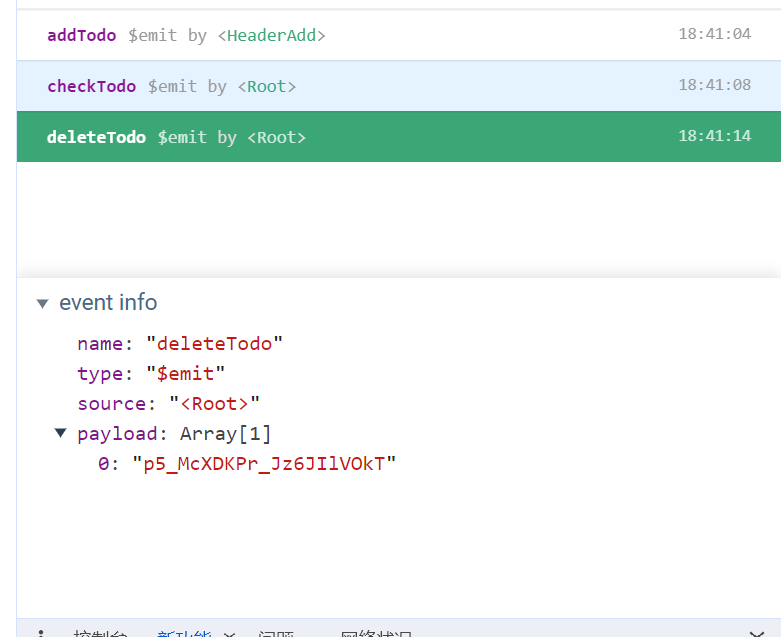 addTodo $emit by <HeaderAdd> 18:41:04
checkTodo $emit by <Root> 18:41:08
deleteTodo $emit by <Root> 18:41:14
event info
name: "deleteTodo"
type: "$emit"
source: "<Root>"
payload: Array[1]
0: "p5_McXDKPr_Jz6JIlVOkT"
控制台 新功能 问题 网络状况